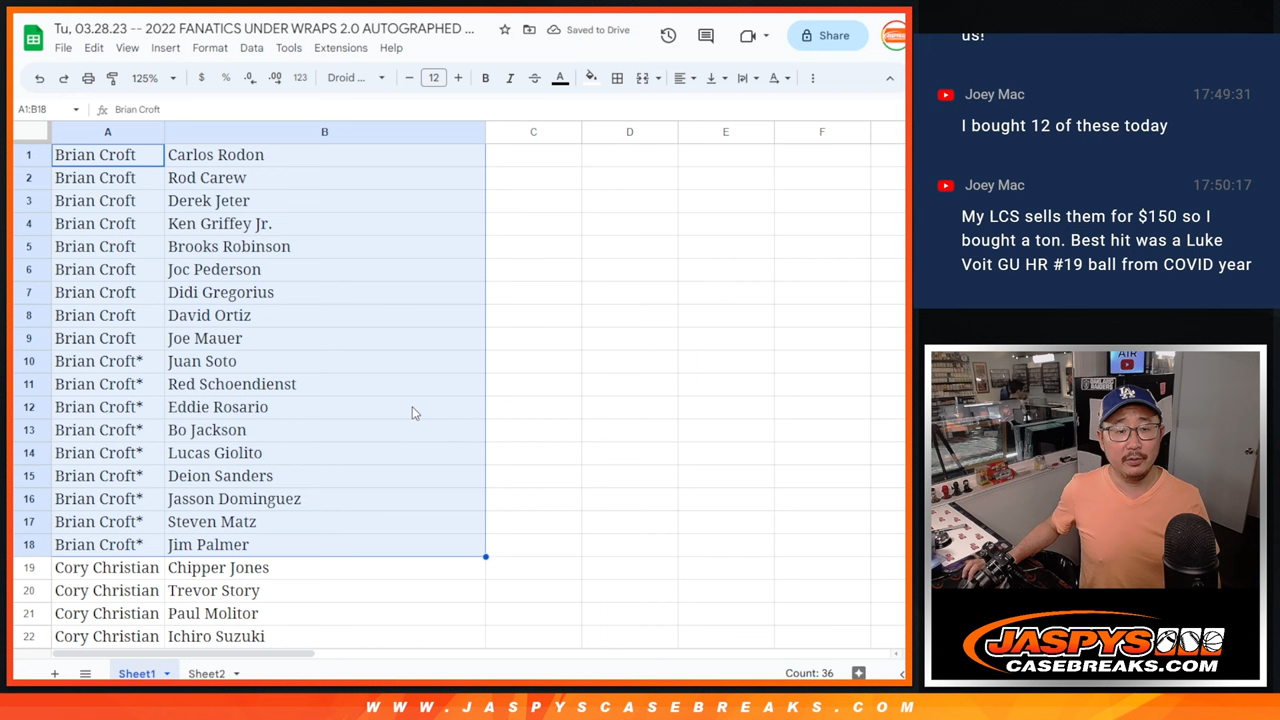 Tu, 03.28.23 -- 2022 FANATICS UNDER WRAPS 2.0 AUTOGRAPHED ...
Saved to Drive
Share
File Edit View Insert Format Data Tools Extensions Help
125% $ % .0 .00 123 Droid ... 12 B I A
A1:B18 fx Brian Croft
A B C D E F
1 Brian Croft Carlos Rodon
2 Brian Croft Rod Carew
3 Brian Croft Derek Jeter
4 Brian Croft Ken Griffey Jr.
5 Brian Croft Brooks Robinson
6 Brian Croft Joc Pederson
7 Brian Croft Didi Gregorius
8 Brian Croft David Ortiz
9 Brian Croft Joe Mauer
10 Brian Croft* Juan Soto
11 Brian Croft* Red Schoendienst
12 Brian Croft* Eddie Rosario
13 Brian Croft* Bo Jackson
14 Brian Croft* Lucas Giolito
15 Brian Croft* Deion Sanders
16 Brian Croft* Jasson Dominguez
17 Brian Croft* Steven Matz
18 Brian Croft* Jim Palmer
19 Cory Christian Chipper Jones
20 Cory Christian Trevor Story
21 Cory Christian Paul Molitor
22 Cory Christian Ichiro Suzuki
Sheet1 Sheet2 Count: 36
us!
Joey Mac 17:49:31
I bought 12 of these today
Joey Mac 17:50:17
My LCS sells them for $150 so I
bought a ton. Best hit was a Luke
Voit GU HR #19 ball from COVID year
AIR
LA
JASPYS
CASEBREAKS.COM
WWW.JASPYSCASEBREAKS.COM